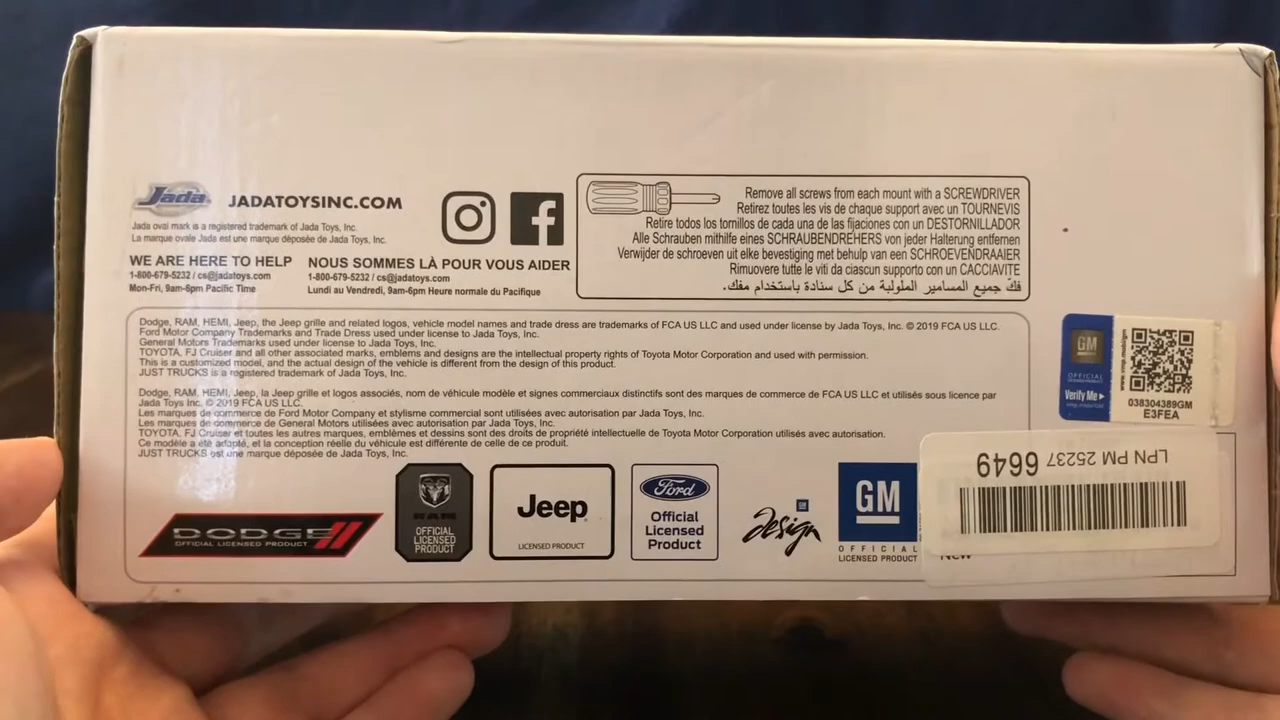 Jada
JADATOYSINC.COM
Jada oval mark is a registered trademark of Jada Toys, Inc.
La marque ovale Jada est une marque déposée de Jada Toys, Inc.
WE ARE HERE TO HELP
1-800-679-5232 / cs@jadatoys.com
Mon-Fri, 9am-6pm Pacific Time
NOUS SOMMES LÀ POUR VOUS AIDER
1-800-679-5232 / cs@jadatoys.com
Lundi au Vendredi, 9am-6pm Heure normale du Pacifique
Remove all screws from each mount with a SCREWDRIVER
Retirez toutes les vis de chaque support avec un TOURNEVIS
Retire todos los tornillos de cada una de las fijaciones con un DESTORNILLADOR
Alle Schrauben mithilfe eines SCHRAUBENDREHERS von jeder Halterung entfernen
Verwijder de schroeven uit elke bevestiging met behulp van een SCHROEVENDRAAIER
Rimuovere tutte le viti da ciascun supporto con un CACCIAVITE
فك جميع المسامير الملولبة من كل سنادة باستخدام مفك.
Dodge, RAM, HEMI, Jeep, the Jeep grille and related logos, vehicle model names and trade dress are trademarks of FCA US LLC and used under license by Jada Toys, Inc. © 2019 FCA US LLC.
Ford Motor Company Trademarks and Trade Dress used under license to Jada Toys, Inc.
General Motors Trademarks used under license to Jada Toys, Inc.
TOYOTA, FJ Cruiser and all other associated marks, emblems and designs are the intellectual property rights of Toyota Motor Corporation and used with permission.
This is a customized model, and the actual design of the vehicle is different from the design of this product.
JUST TRUCKS is a registered trademark of Jada Toys, Inc.
Dodge, RAM, HEMI, Jeep, la Jeep grille et logos associés, nom de véhicule modèle et signes commerciaux distinctifs sont des marques de commerce de FCA US LLC et utilisés sous licence par
Jada Toys Inc. © 2019 FCA US LLC.
Les marques de commerce de Ford Motor Company et stylisme commercial sont utilisées avec autorisation par Jada Toys, Inc.
Les marques de commerce de General Motors utilisées avec autorisation par Jada Toys, Inc.
TOYOTA, FJ Cruiser et toutes les autres marques, emblèmes et dessins sont des droits de propriété intellectuelle de Toyota Motor Corporation utilisés avec autorisation.
Ce modèle a été adapté, et la conception réelle du véhicule est différente de celle de ce produit.
JUST TRUCKS est une marque déposée de Jada Toys, Inc.
DODGE
OFFICIAL LICENSED PRODUCT
RAM
OFFICIAL
LICENSED
PRODUCT
Jeep
LICENSED PRODUCT
Ford
Official
Licensed
Product
GM
design
GM
OFFICIAL
LICENSED PRODUCT
GM
OFFICIAL
LICENSED PRODUCT
Verify Me
038304389GM
E3FEA
LPN PM 25237 6649
New